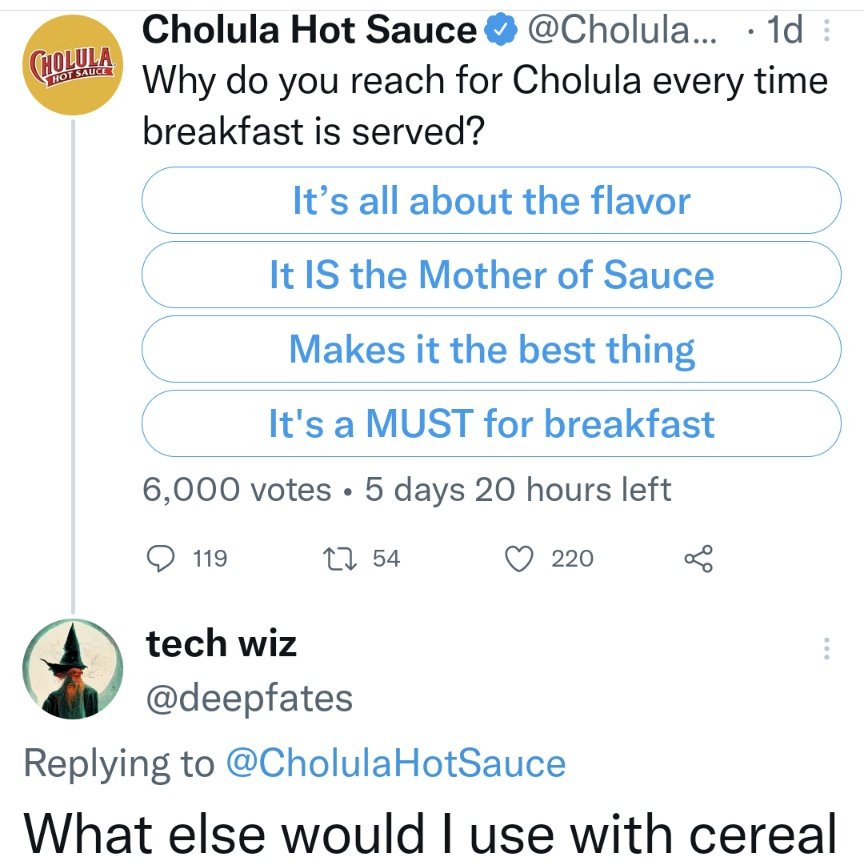 CHOLULA
HOT SAUCE
Cholula Hot Sauce @Cholula... · 1d
Why do you reach for Cholula every time
breakfast is served?
It’s all about the flavor
It IS the Mother of Sauce
Makes it the best thing
It's a MUST for breakfast
6,000 votes • 5 days 20 hours left
119 54 220
tech wiz
@deepfates
Replying to @CholulaHotSauce
What else would I use with cereal